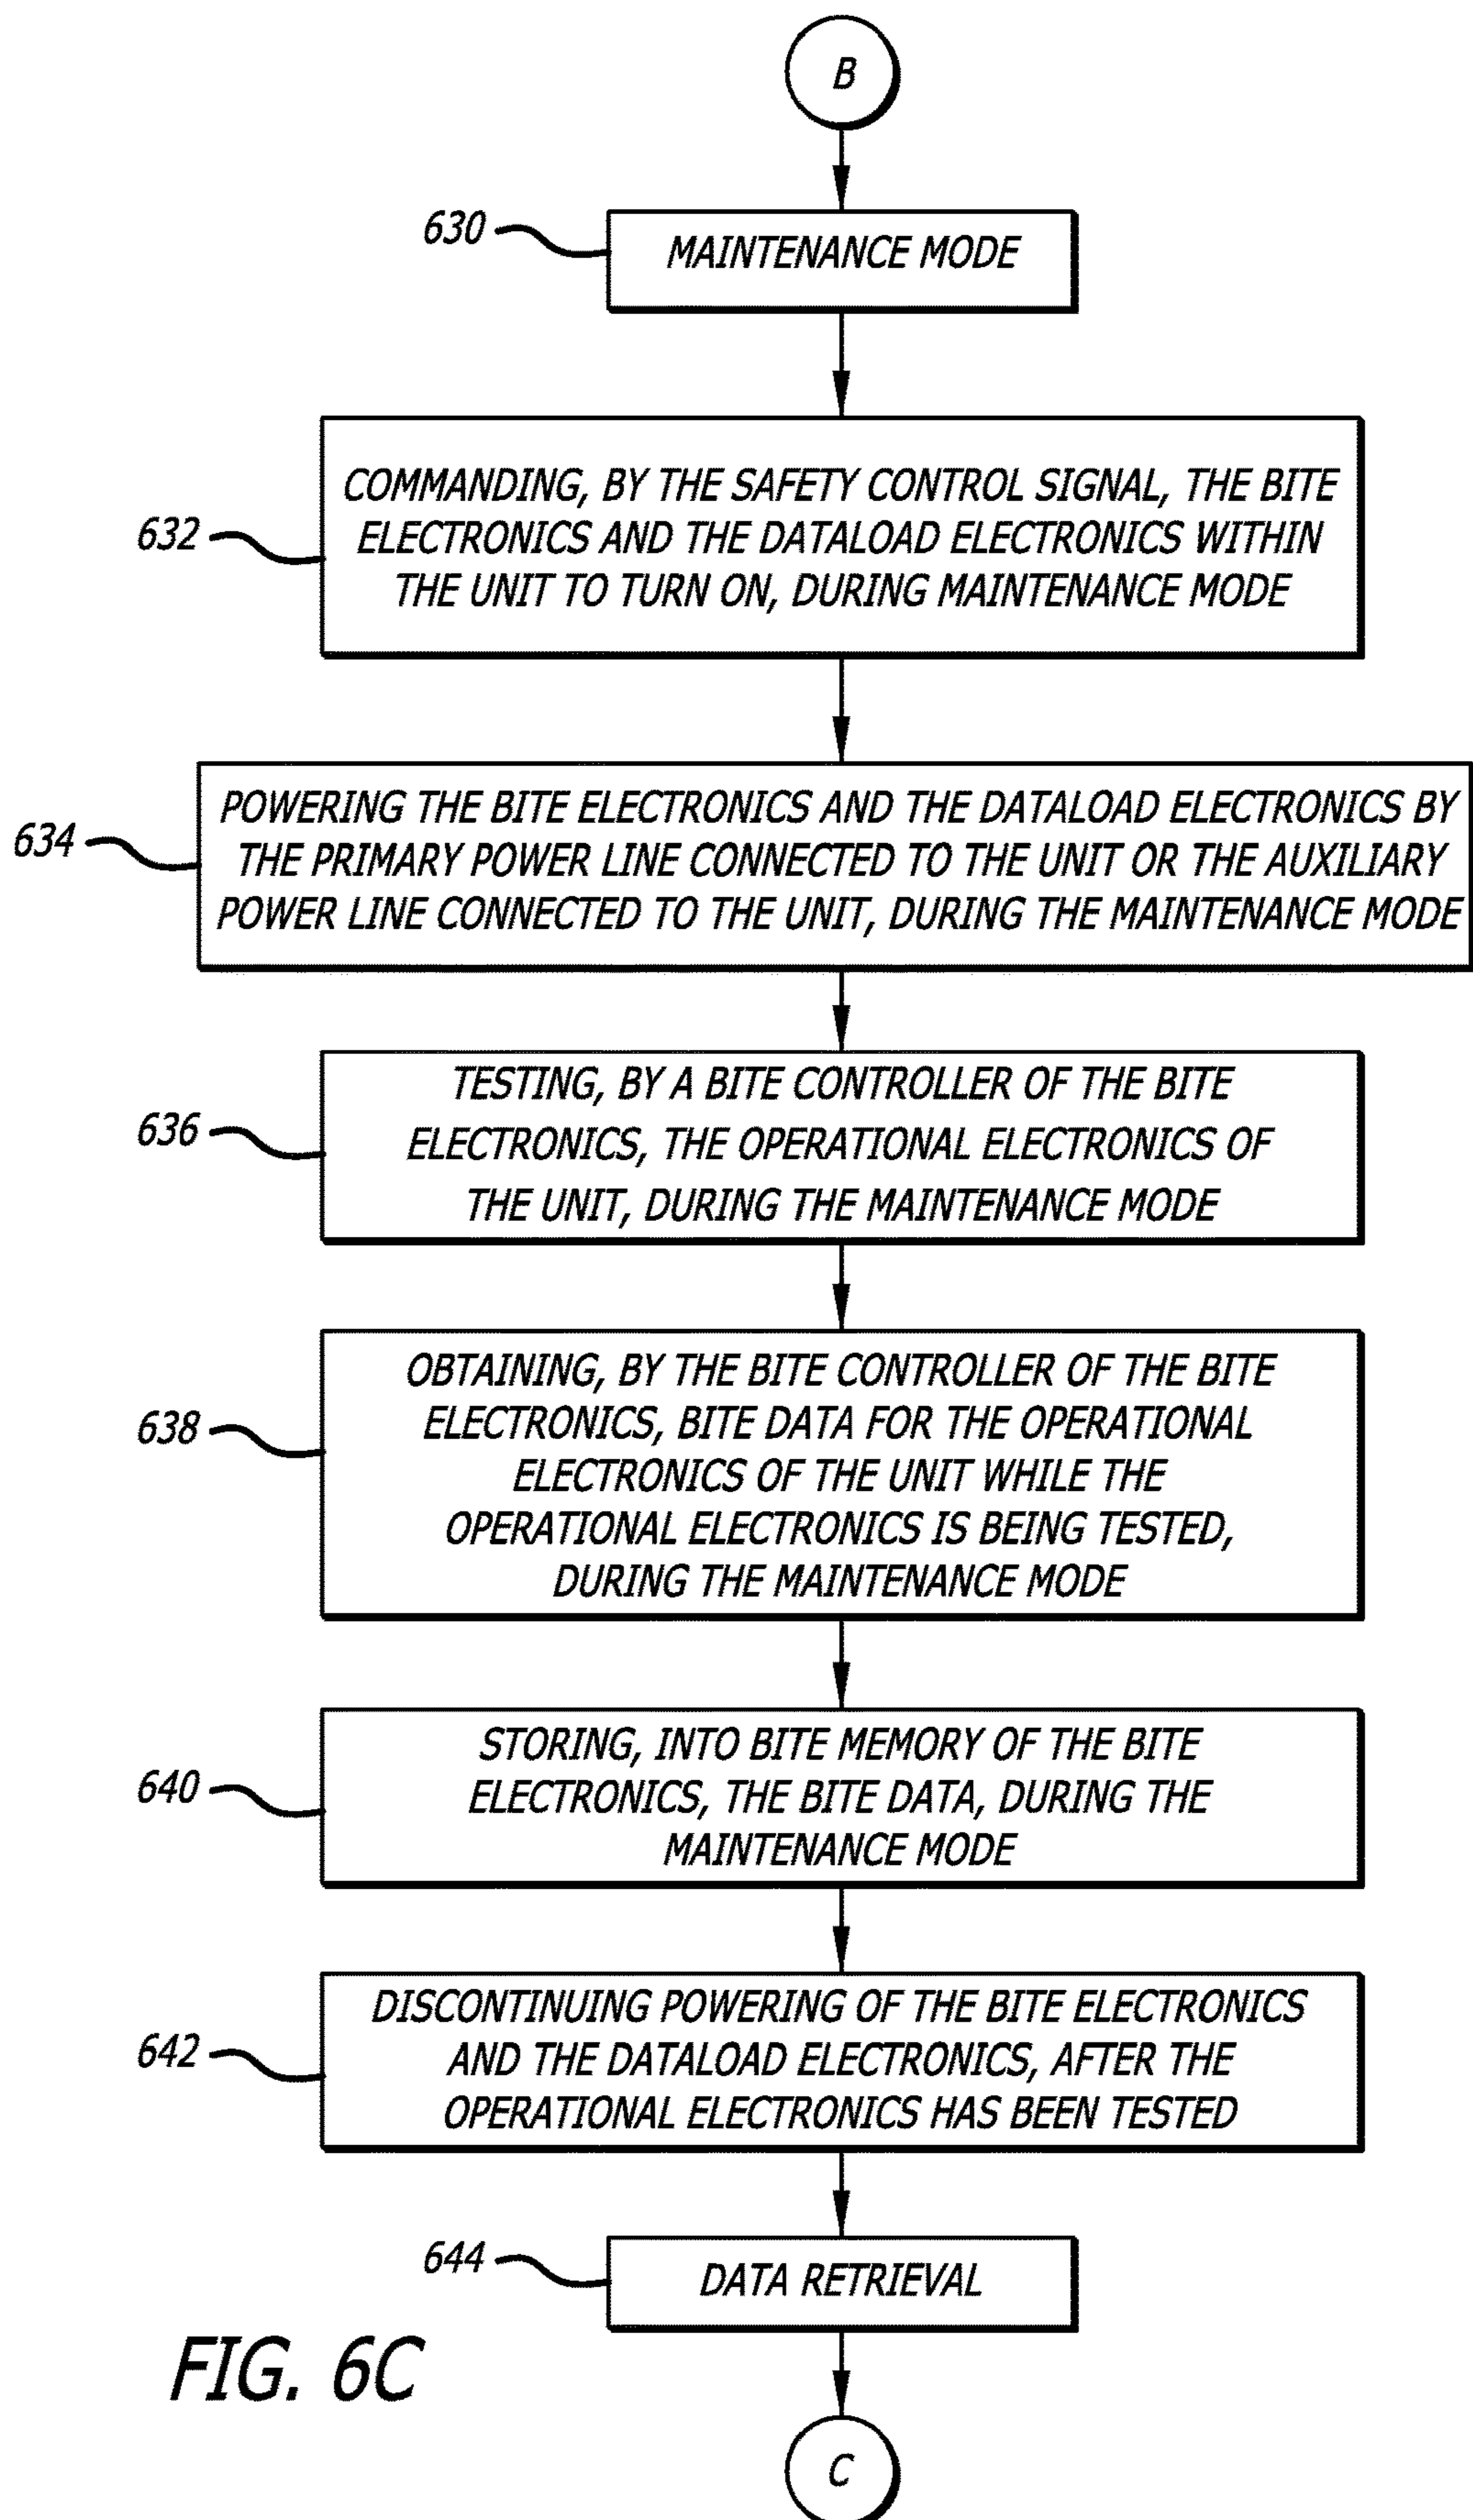 B
630
MAINTENANCE MODE
632
COMMANDING, BY THE SAFETY CONTROL SIGNAL, THE BITE
ELECTRONICS AND THE DATALOAD ELECTRONICS WITHIN
THE UNIT TO TURN ON, DURING MAINTENANCE MODE
634
POWERING THE BITE ELECTRONICS AND THE DATALOAD ELECTRONICS BY
THE PRIMARY POWER LINE CONNECTED TO THE UNIT OR THE AUXILIARY
POWER LINE CONNECTED TO THE UNIT, DURING THE MAINTENANCE MODE
636
TESTING, BY A BITE CONTROLLER OF THE BITE
ELECTRONICS, THE OPERATIONAL ELECTRONICS OF
THE UNIT, DURING THE MAINTENANCE MODE
638
OBTAINING, BY THE BITE CONTROLLER OF THE BITE
ELECTRONICS, BITE DATA FOR THE OPERATIONAL
ELECTRONICS OF THE UNIT WHILE THE
OPERATIONAL ELECTRONICS IS BEING TESTED,
DURING THE MAINTENANCE MODE
640
STORING, INTO BITE MEMORY OF THE BITE
ELECTRONICS, THE BITE DATA, DURING THE
MAINTENANCE MODE
642
DISCONTINUING POWERING OF THE BITE ELECTRONICS
AND THE DATALOAD ELECTRONICS, AFTER THE
OPERATIONAL ELECTRONICS HAS BEEN TESTED
644
DATA RETRIEVAL
FIG. 6C
C